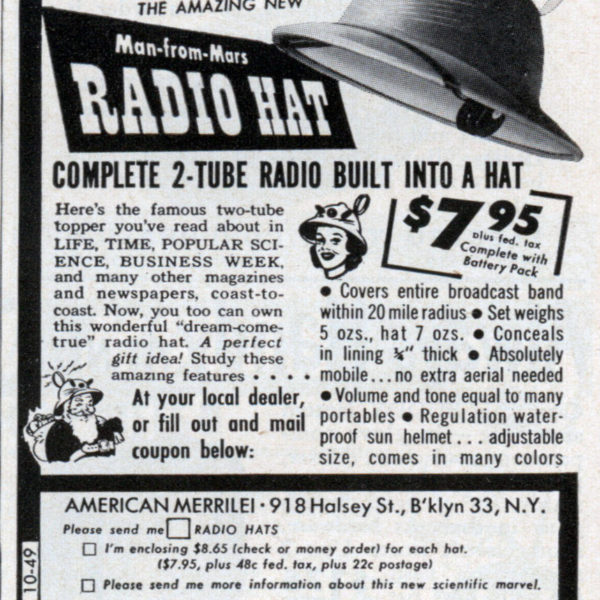 THE AMAZING NEW
Man-from-Mars
RADIO HAT
COMPLETE 2-TUBE RADIO BUILT INTO A HAT
Here's the famous two-tube
topper you've read about in
LIFE, TIME, POPULAR SCI-
ENCE, BUSINESS WEEK,
and many other magazines
and newspapers, coast-to-
coast. Now, you too can own
this wonderful "dream-come-
true" radio hat. A perfect
gift idea! Study these
amazing features • • • •
At your local dealer,
or fill out and mail
coupon below:
$7.95
plus fed. tax
Complete with
Battery Pack
• Covers entire broadcast band
within 20 mile radius • Set weighs
5 ozs., hat 7 ozs. • Conceals
in lining ¾" thick • Absolutely
mobile...no extra aerial needed
• Volume and tone equal to many
portables • Regulation water-
proof sun helmet... adjustable
size, comes in many colors
AMERICAN MERRILEI • 918 Halsey St., B'klyn 33, N.Y.
Please send me RADIO HATS
I'm enclosing $8.65 (check or money order) for each hat.
($7.95, plus 48c fed. tax, plus 22c postage)
Please send me more information about this new scientific marvel.
10-49